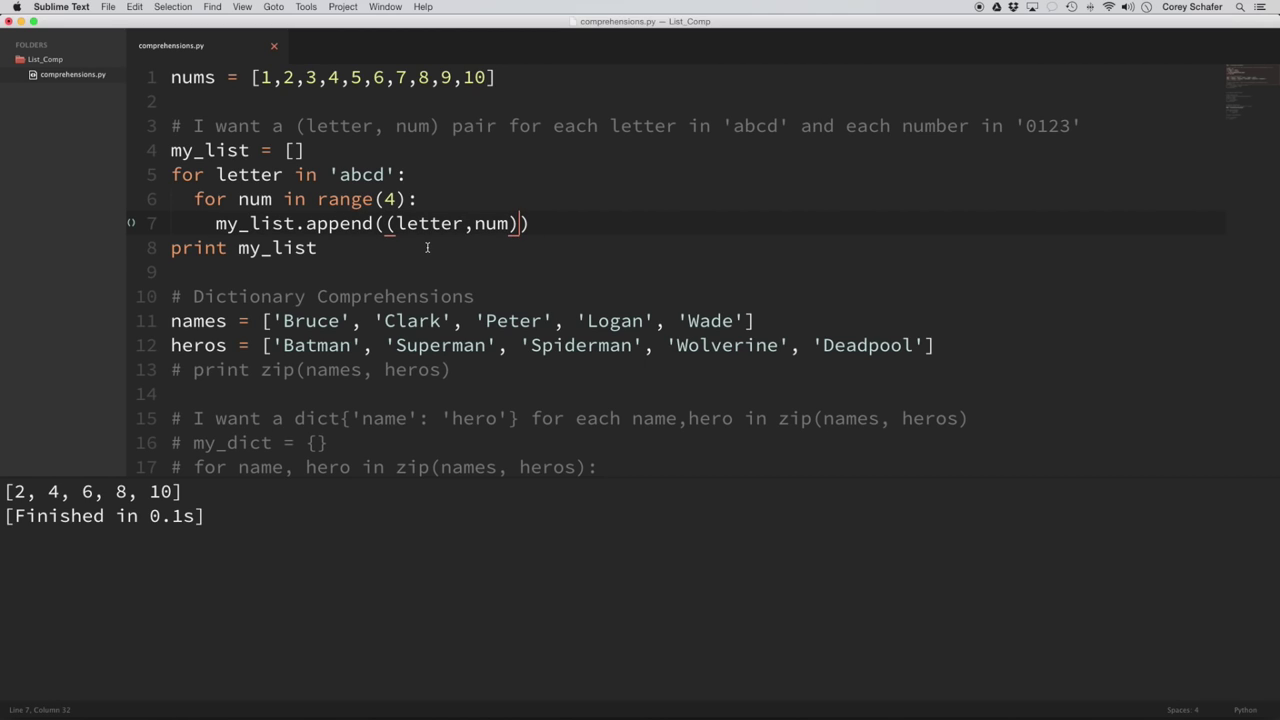 Sublime Text File Edit Selection Find View Goto Tools Project Window Help Corey Schafer
comprehensions.py — List_Comp
FOLDERS
List_Comp
comprehensions.py
comprehensions.py
1 nums = [1,2,3,4,5,6,7,8,9,10]
2
3 # I want a (letter, num) pair for each letter in 'abcd' and each number in '0123'
4 my_list = []
5 for letter in 'abcd':
6 for num in range(4):
7 my_list.append((letter,num))
8 print my_list
9
10 # Dictionary Comprehensions
11 names = ['Bruce', 'Clark', 'Peter', 'Logan', 'Wade']
12 heros = ['Batman', 'Superman', 'Spiderman', 'Wolverine', 'Deadpool']
13 # print zip(names, heros)
14
15 # I want a dict{'name': 'hero'} for each name,hero in zip(names, heros)
16 # my_dict = {}
17 # for name, hero in zip(names, heros):
[2, 4, 6, 8, 10]
[Finished in 0.1s]
Line 7, Column 32 Spaces: 4 Python